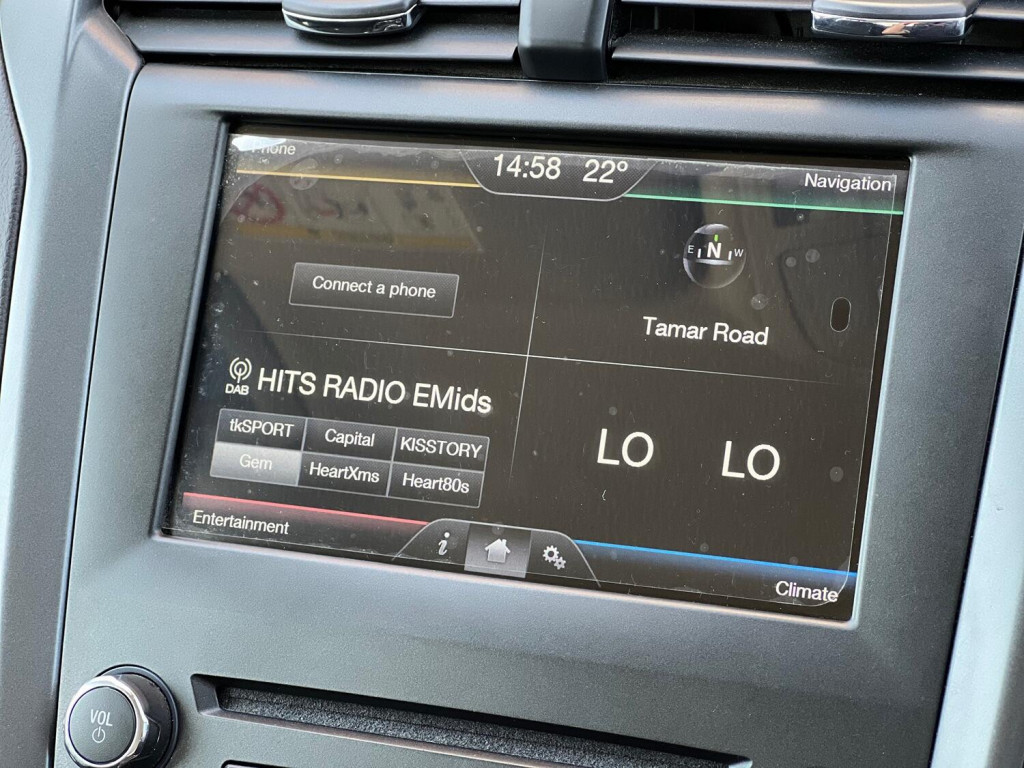 Phone
14:58 22°
Navigation
E N W
Connect a phone
Tamar Road
DAB
HITS RADIO EMids
tkSPORT Capital KISSTORY
Gem HeartXms Heart80s
LO LO
Entertainment
i
Climate
VOL